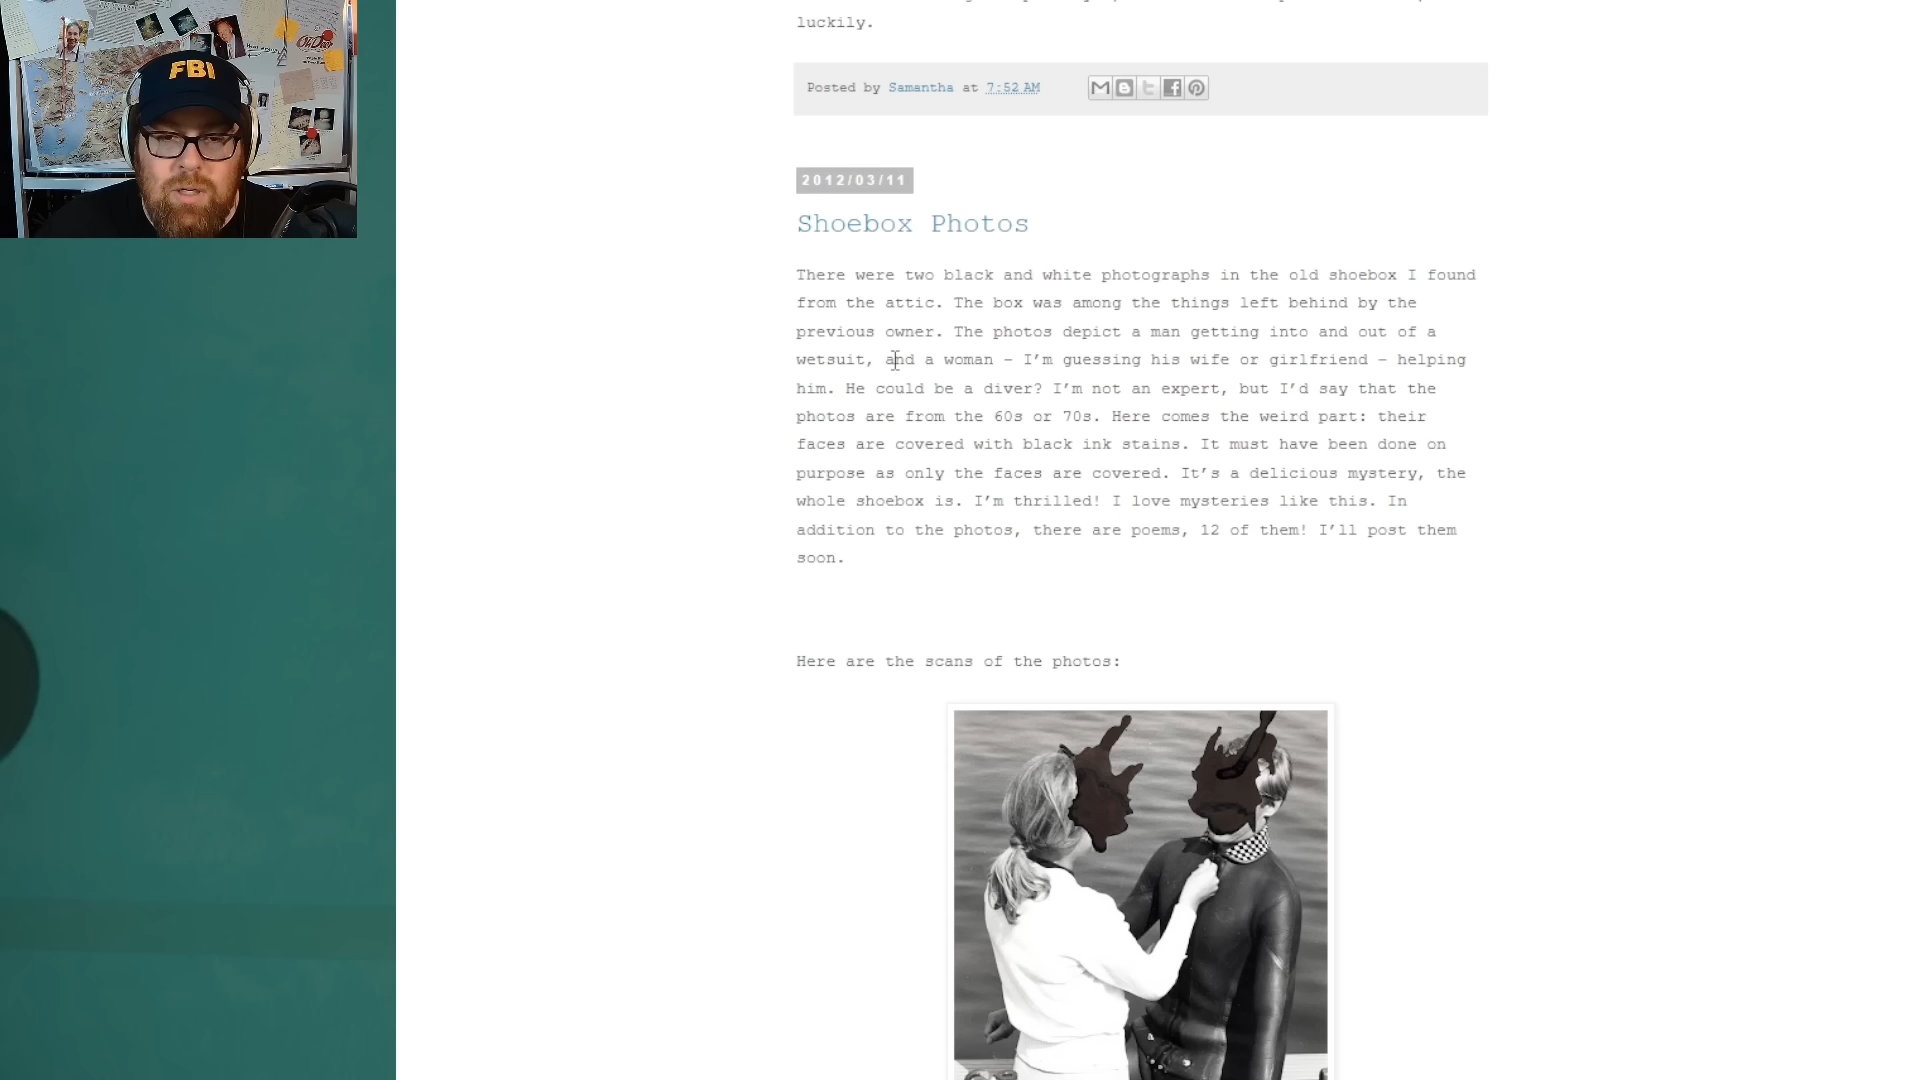 luckily.
FBI
Posted by Samantha at 7:52 AM
2012/03/11
Shoebox Photos
There were two black and white photographs in the old shoebox I found
from the attic. The box was among the things left behind by the
previous owner. The photos depict a man getting into and out of a
wetsuit, and a woman – I’m guessing his wife or girlfriend – helping
him. He could be a diver? I’m not an expert, but I’d say that the
photos are from the 60s or 70s. Here comes the weird part: their
faces are covered with black ink stains. It must have been done on
purpose as only the faces are covered. It’s a delicious mystery, the
whole shoebox is. I’m thrilled! I love mysteries like this. In
addition to the photos, there are poems, 12 of them! I’ll post them
soon.
Here are the scans of the photos: